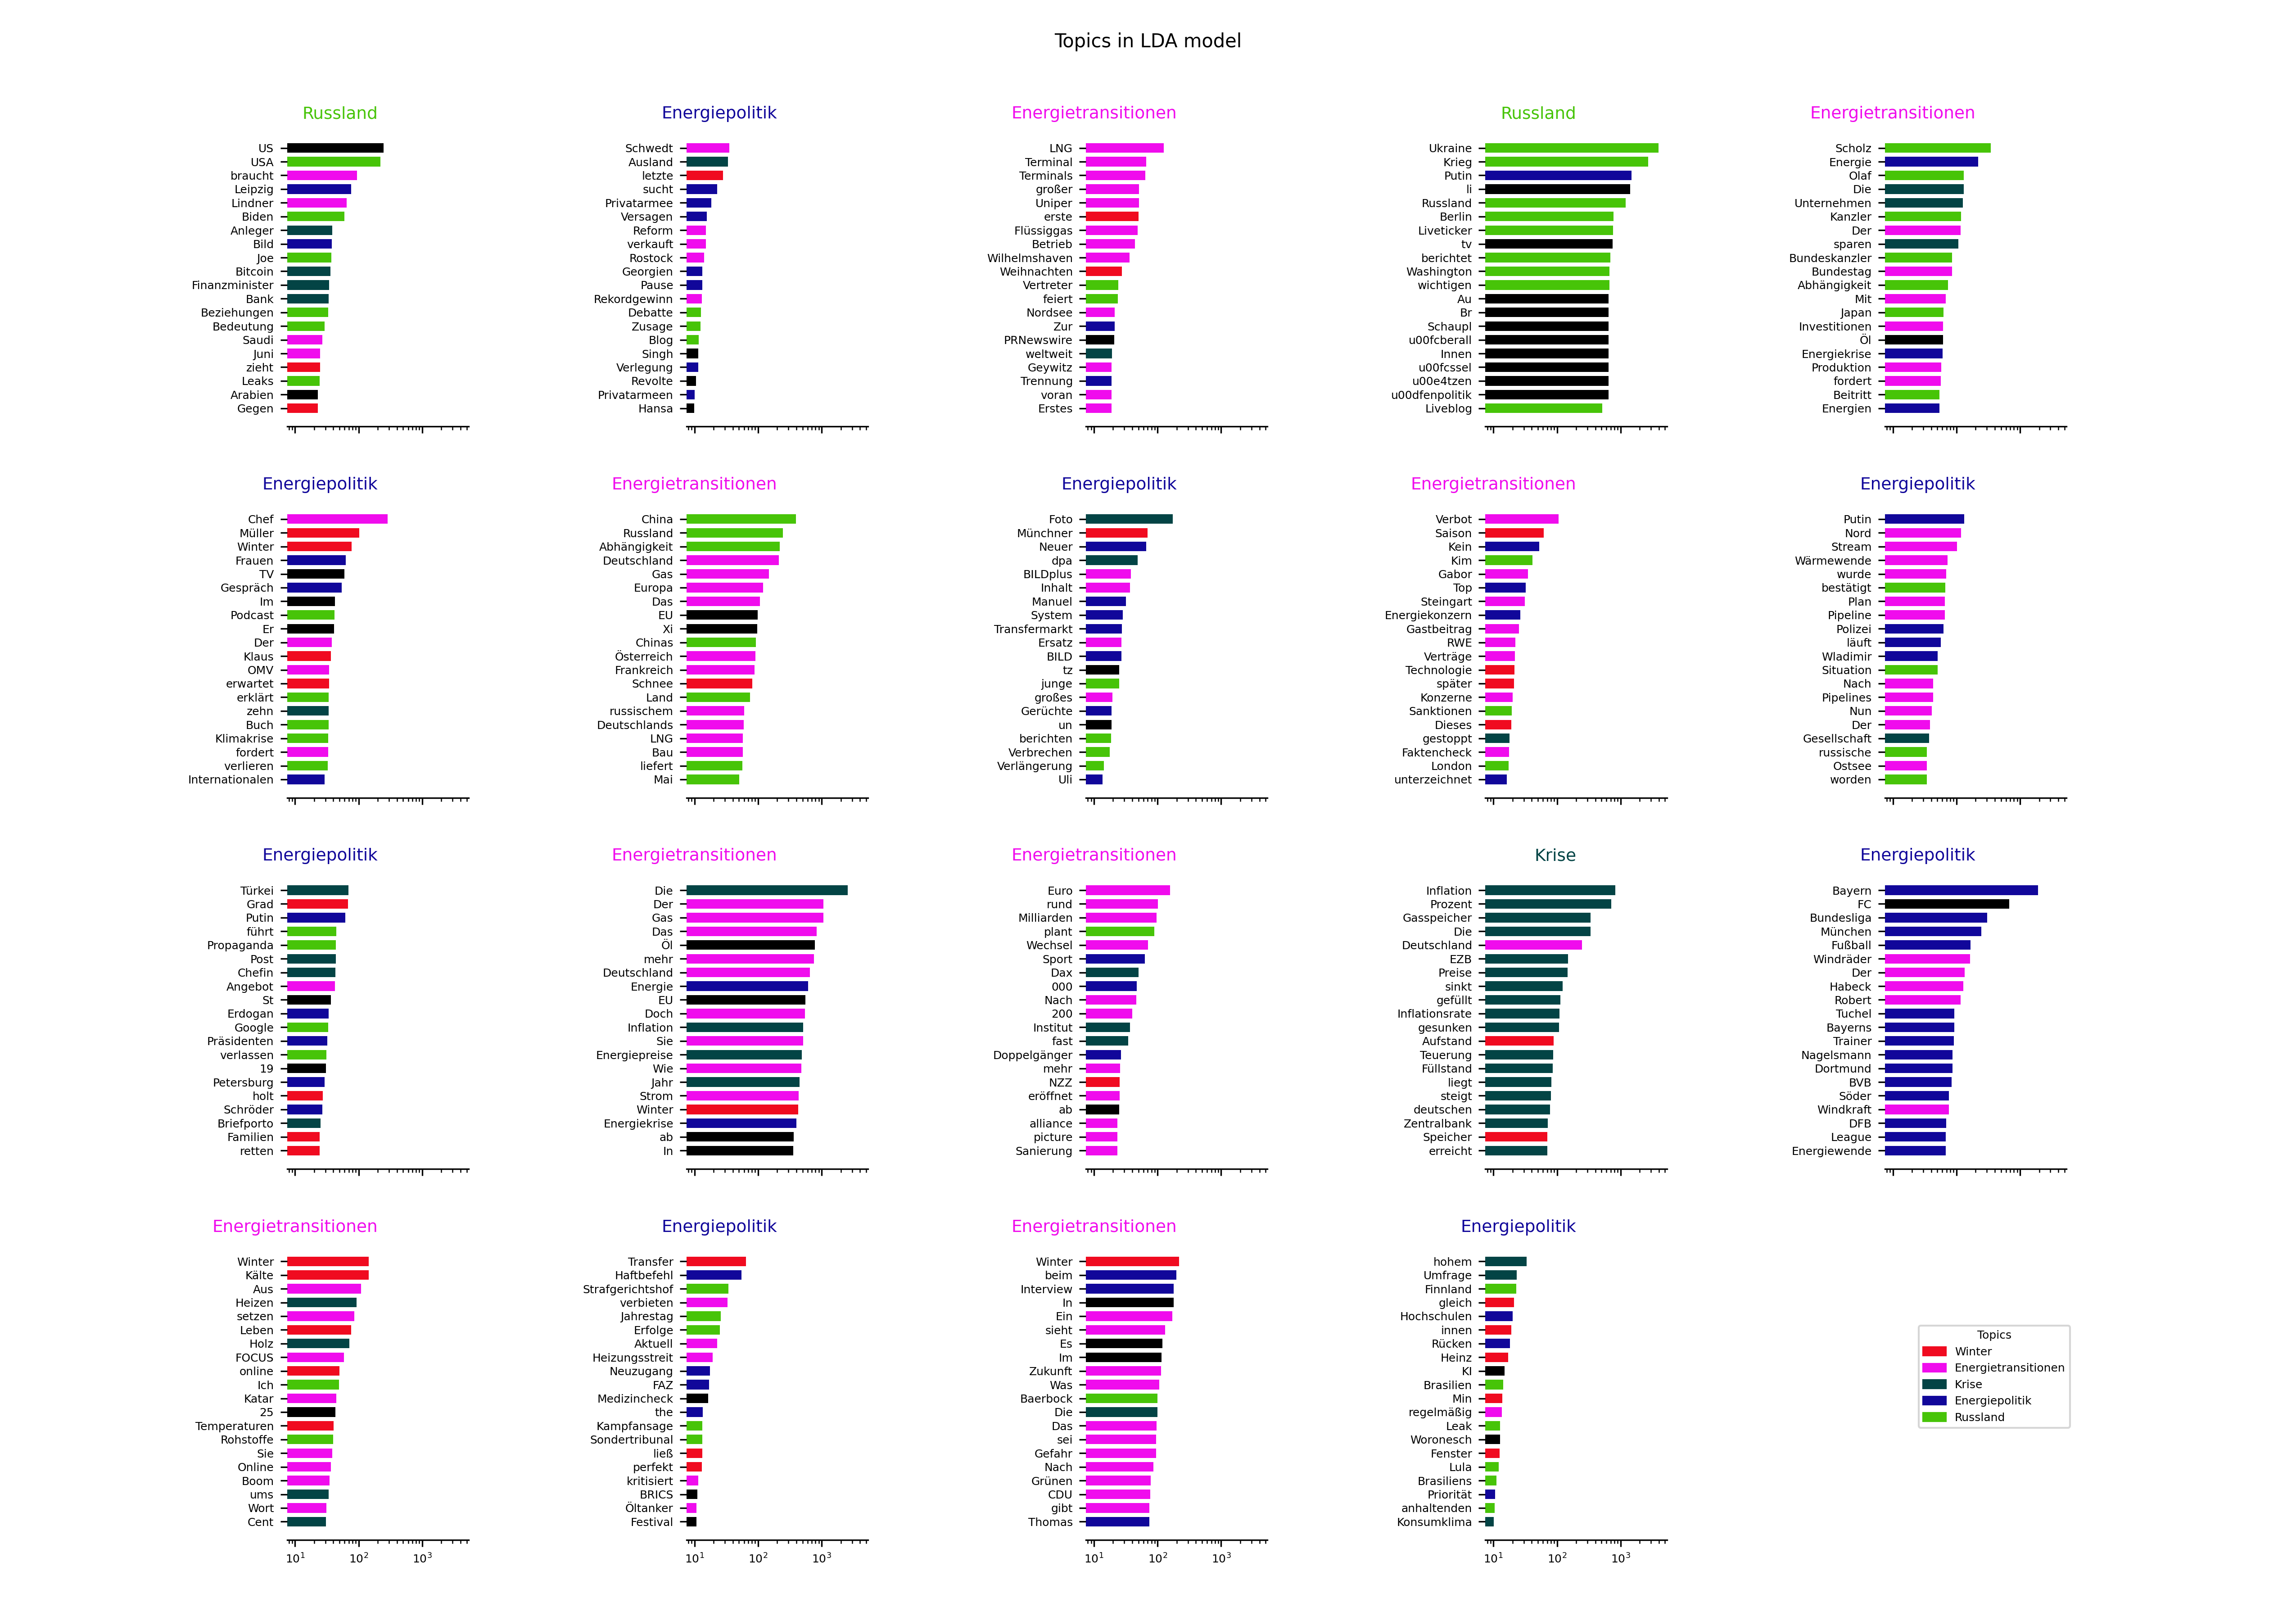 Topics in LDA model
Russland
US
USA
braucht
Leipzig
Lindner
Biden
Anleger
Bild
Joe
Bitcoin
Finanzminister
Bank
Beziehungen
Bedeutung
Saudi
Juni
zieht
Leaks
Arabien
Gegen
Energiepolitik
Schwedt
Ausland
letzte
sucht
Privatarmee
Versagen
Reform
verkauft
Rostock
Georgien
Pause
Rekordgewinn
Debatte
Zusage
Blog
Singh
Verlegung
Revolte
Privatarmeen
Hansa
Energietransitionen
LNG
Terminal
Terminals
großer
Uniper
erste
Flüssiggas
Betrieb
Wilhelmshaven
Weihnachten
Vertreter
feiert
Nordsee
Zur
PRNewswire
weltweit
Geywitz
Trennung
voran
Erstes
Russland
Ukraine
Krieg
Putin
li
Russland
Berlin
Liveticker
tv
berichtet
Washington
wichtigen
Au
Br
Schaupl
u00fcberall
Innen
u00fcssel
u00e4tzen
u00dfenpolitik
Liveblog
Energietransitionen
Scholz
Energie
Olaf
Die
Unternehmen
Kanzler
Der
sparen
Bundeskanzler
Bundestag
Abhängigkeit
Mit
Japan
Investitionen
Öl
Energiekrise
Produktion
fordert
Beitritt
Energien
Energiepolitik
Chef
Müller
Winter
Frauen
TV
Gespräch
Im
Podcast
Er
Der
Klaus
OMV
erwartet
erklärt
zehn
Buch
Klimakrise
fordert
verlieren
Internationalen
Energietransitionen
China
Russland
Abhängigkeit
Deutschland
Gas
Europa
Das
EU
Xi
Chinas
Österreich
Frankreich
Schnee
Land
russischem
Deutschlands
LNG
Bau
liefert
Mai
Energiepolitik
Foto
Münchner
Neuer
dpa
BILDplus
Inhalt
Manuel
System
Transfermarkt
Ersatz
BILD
tz
junge
großes
Gerüchte
un
berichten
Verbrechen
Verlängerung
Uli
Energietransitionen
Verbot
Saison
Kein
Kim
Gabor
Top
Steingart
Energiekonzern
Gastbeitrag
RWE
Verträge
Technologie
später
Konzerne
Sanktionen
Dieses
gestoppt
Faktencheck
London
unterzeichnet
Energiepolitik
Putin
Nord
Stream
Wärmewende
wurde
bestätigt
Plan
Pipeline
Polizei
läuft
Wladimir
Situation
Nach
Pipelines
Nun
Der
Gesellschaft
russische
Ostsee
worden
Energiepolitik
Türkei
Grad
Putin
führt
Propaganda
Post
Chefin
Angebot
St
Erdogan
Google
Präsidenten
verlassen
19
Petersburg
holt
Schröder
Briefporto
Familien
retten
Energietransitionen
Die
Der
Gas
Das
Öl
mehr
Deutschland
Energie
EU
Doch
Inflation
Sie
Energiepreise
Wie
Jahr
Strom
Winter
Energiekrise
ab
In
Energietransitionen
Euro
rund
Milliarden
plant
Wechsel
Sport
Dax
000
Nach
200
Institut
fast
Doppelgänger
mehr
NZZ
eröffnet
ab
alliance
picture
Sanierung
Krise
Inflation
Prozent
Gasspeicher
Die
Deutschland
EZB
Preise
sinkt
gefüllt
Inflationsrate
gesunken
Aufstand
Teuerung
Füllstand
liegt
steigt
deutschen
Zentralbank
Speicher
erreicht
Energiepolitik
Bayern
FC
Bundesliga
München
Fußball
Windräder
Der
Habeck
Robert
Tuchel
Bayerns
Trainer
Nagelsmann
Dortmund
BVB
Söder
Windkraft
DFB
League
Energiewende
Energietransitionen
Winter
Kälte
Aus
Heizen
setzen
Leben
Holz
FOCUS
online
Ich
Katar
25
Temperaturen
Rohstoffe
Sie
Online
Boom
ums
Wort
Cent
10¹ 10² 10³
Energiepolitik
Transfer
Haftbefehl
Strafgerichtshof
verbieten
Jahrestag
Erfolge
Aktuell
Heizungsstreit
Neuzugang
FAZ
Medizincheck
the
Kampfansage
Sondertribunal
ließ
perfekt
kritisiert
BRICS
Öltanker
Festival
10¹ 10² 10³
Energietransitionen
Winter
beim
Interview
In
Ein
sieht
Es
Im
Zukunft
Was
Baerbock
Die
Das
sei
Gefahr
Nach
Grünen
CDU
gibt
Thomas
10¹ 10² 10³
Energiepolitik
hohem
Umfrage
Finnland
gleich
Hochschulen
innen
Rücken
Heinz
KI
Brasilien
Min
regelmäßig
Leak
Woronesch
Fenster
Lula
Brasiliens
Priorität
anhaltenden
Konsumklima
10¹ 10² 10³
Topics
Winter
Energietransitionen
Krise
Energiepolitik
Russland